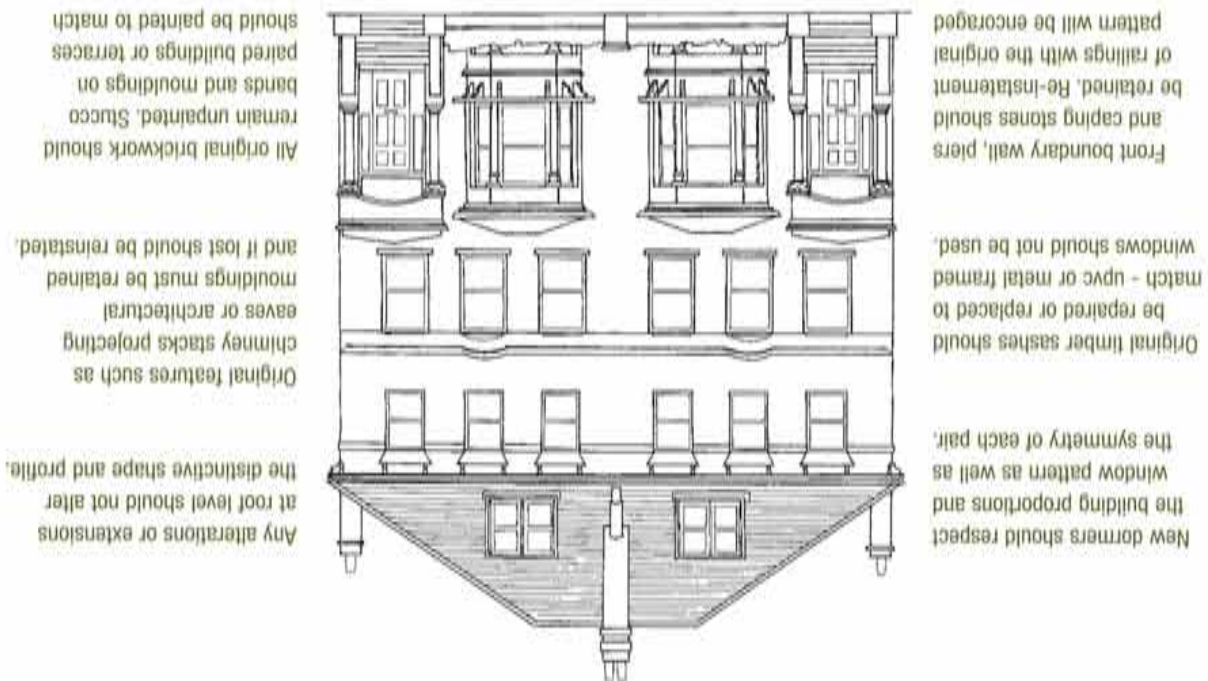 New dormers should respect
the building proportions and
window pattern as well as
the symmetry of each pair.
Original timber sashes should
be repaired or replaced to
match - upvc or metal framed
windows should not be used.
Front boundary wall, piers
and caping stones should
be retained. Re-instatement
of railings with the original
pattern will be encoraged
Any alterations or extensions
at roof level should not alter
the distinctive shape and profile.
Original features such as
chimney stacks projecting
eaves or architectural
mouldings must be retained
and if lost should be reinstated.
All original brickwork should
remain unpainted. Stucco
bands and mouldings on
paired buildings or terraces
should be painted to match